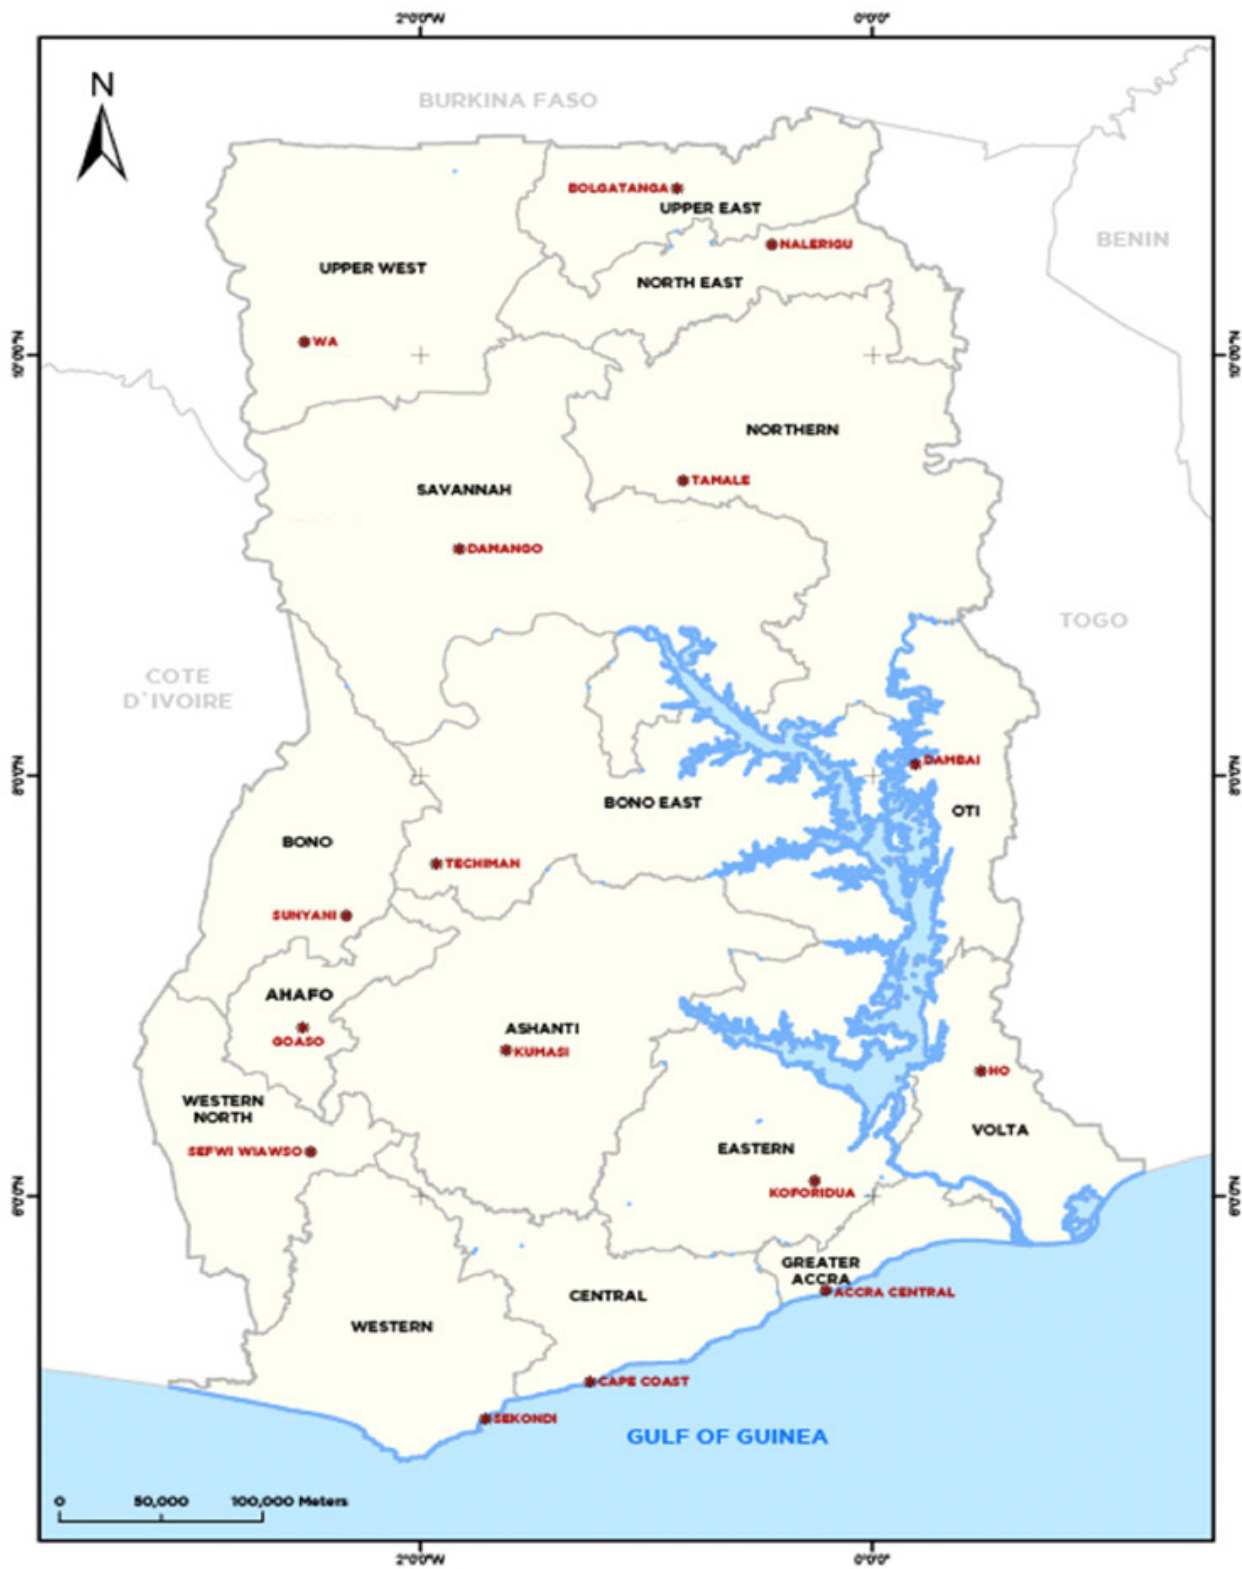 2°0'0"W
0°0'0"
N
BURKINA FASO
BOLGATANGA
UPPER EAST
BENIN
NALERIGU
UPPER WEST
NORTH EAST
WA
10°0'0"N
10°0'0"N
NORTHERN
TAMALE
SAVANNAH
DAMANGO
TOGO
COTE
D`IVOIRE
DAMBAI
8°0'0"N
8°0'0"N
BONO EAST
OTI
BONO
TECHIMAN
SUNYANI
AHAFO
GOASO
ASHANTI
KUMASI
HO
WESTERN
NORTH
VOLTA
SEFWI WIAWSO
EASTERN
KOFORIDUA
6°0'0"N
6°0'0"N
GREATER
ACCRA
ACCRA CENTRAL
CENTRAL
WESTERN
CAPE COAST
SEKONDI
GULF OF GUINEA
0 50,000 100,000 Meters
2°0'0"W
0°0'0"